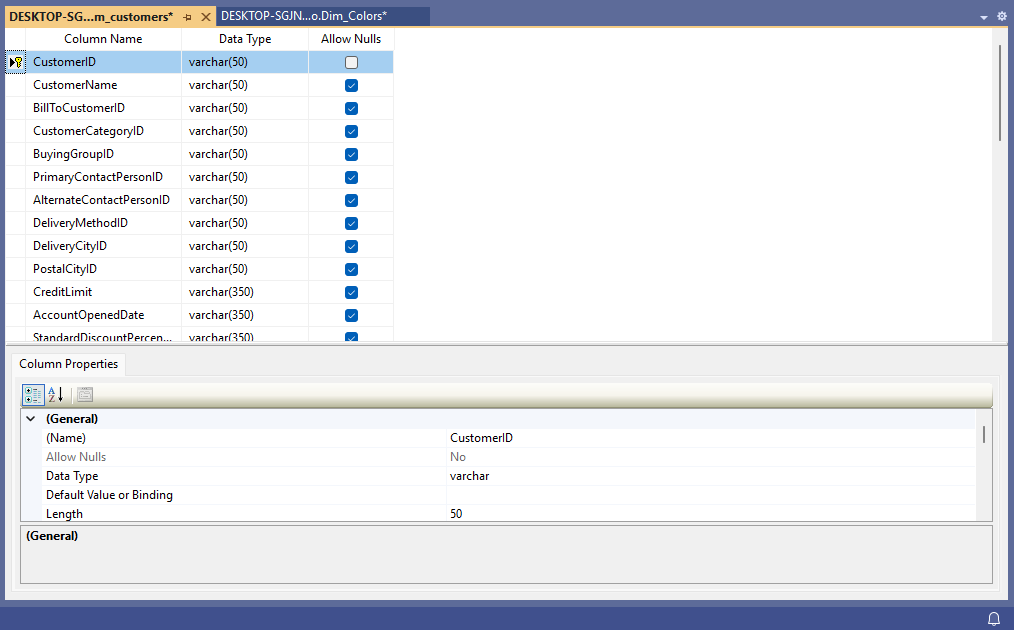 DESKTOP-SG...m_customers* DESKTOP-SGJN...o.Dim_Colors*
Column Name Data Type Allow Nulls
CustomerID varchar(50)
CustomerName varchar(50)
BillToCustomerID varchar(50)
CustomerCategoryID varchar(50)
BuyingGroupID varchar(50)
PrimaryContactPersonID varchar(50)
AlternateContactPersonID varchar(50)
DeliveryMethodID varchar(50)
DeliveryCityID varchar(50)
PostalCityID varchar(50)
CreditLimit varchar(350)
AccountOpenedDate varchar(350)
StandardDiscountPercen... varchar(350)
Column Properties
(General)
(Name) CustomerID
Allow Nulls No
Data Type varchar
Default Value or Binding
Length 50
(General)